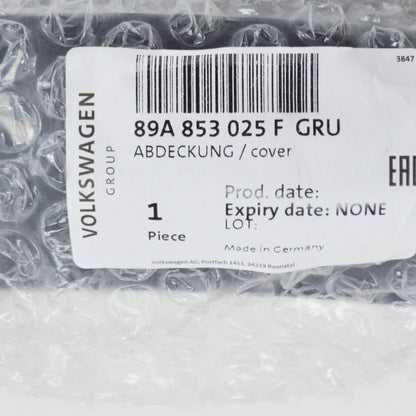 3847
VOLKSWAGEN
GROUP
89A 853 025 F GRU
ABDECKUNG / cover
EAC
1
Piece
Prod. date:
Expiry date: NONE
LOT:
Made in Germany
Volkswagen AG, Postfach 1451, 34219 Baunatal